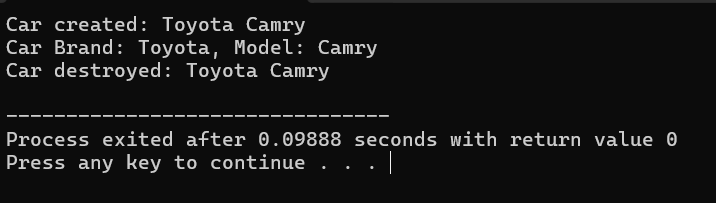 Car created: Toyota Camry
Car Brand: Toyota, Model: Camry
Car destroyed: Toyota Camry
--------------------------------
Process exited after 0.09888 seconds with return value 0
Press any key to continue . . .